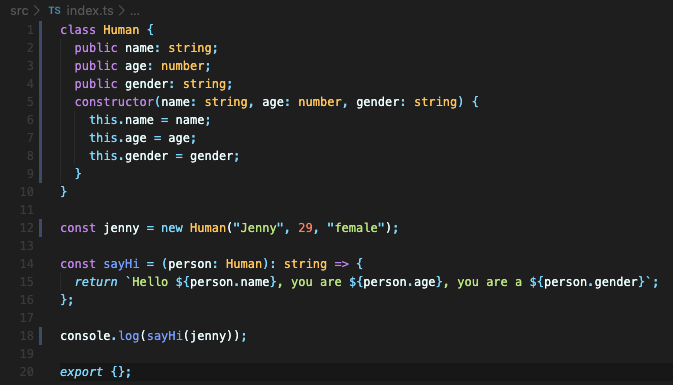 src > TS index.ts > ...
1 class Human {
2   public name: string;
3   public age: number;
4   public gender: string;
5   constructor(name: string, age: number, gender: string) {
6     this.name = name;
7     this.age = age;
8     this.gender = gender;
9   }
10 }
11
12 const jenny = new Human("Jenny", 29, "female");
13
14 const sayHi = (person: Human): string => {
15   return `Hello ${person.name}, you are ${person.age}, you are a ${person.gender}`;
16 };
17
18 console.log(sayHi(jenny));
19
20 export {};